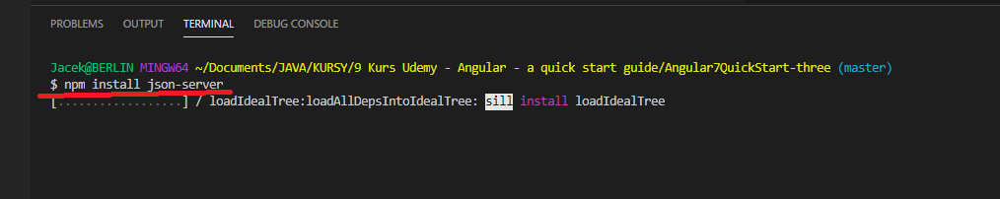 PROBLEMS OUTPUT TERMINAL DEBUG CONSOLE
Jacek@BERLIN MINGW64 ~/Documents/JAVA/KURSY/9 Kurs Udemy - Angular - a quick start guide/Angular7QuickStart-three (master)
$ npm install json-server
[..................] / loadIdealTree:loadAllDepsIntoIdealTree: sill install loadIdealTree